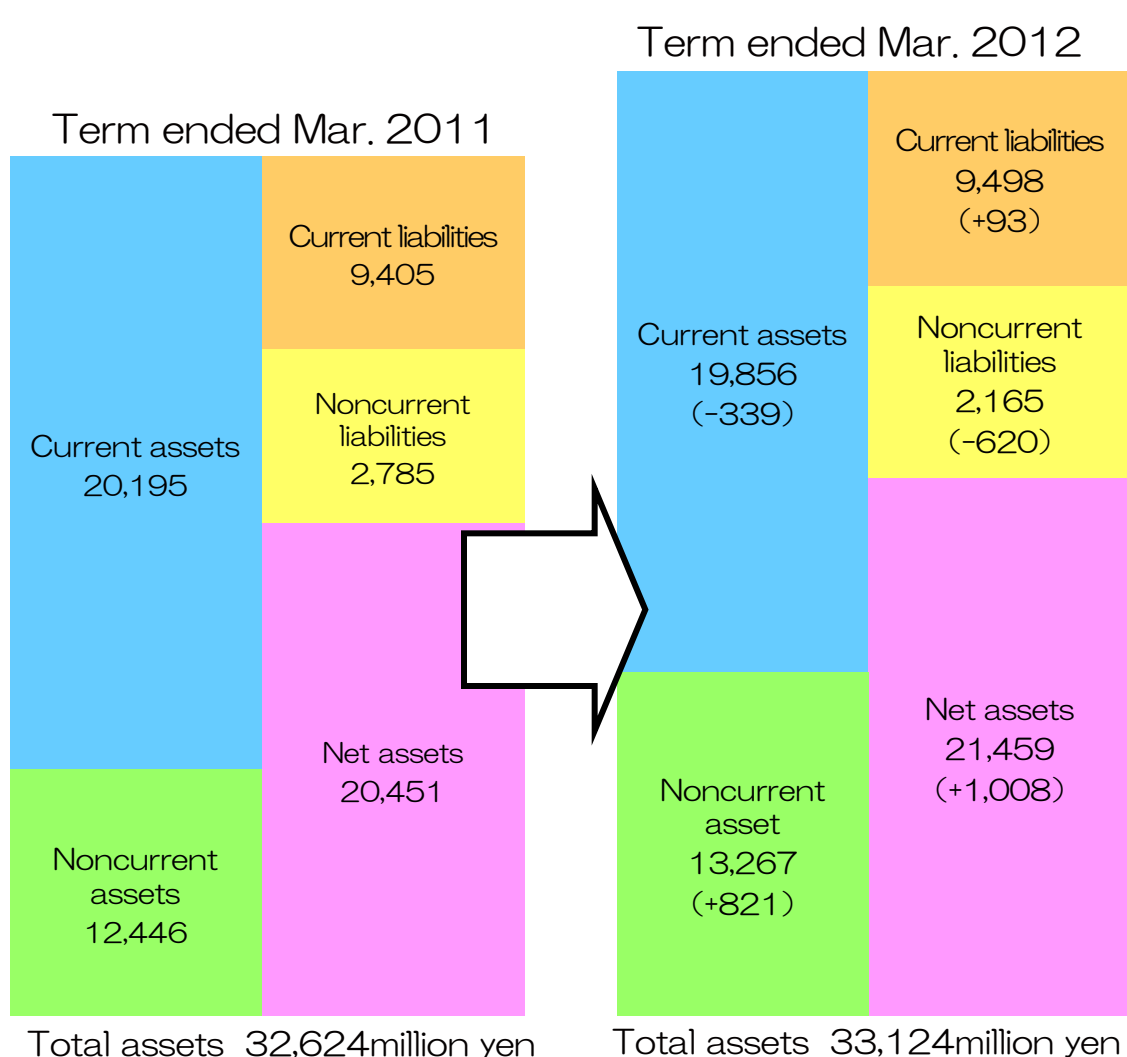 Term ended Mar. 2011
Current assets
20,195
Noncurrent
assets
12,446
Current liabilities
9,405
Noncurrent
liabilities
2,785
Net assets
20,451
Total assets 32,624million yen
Term ended Mar. 2012
Current assets
19,856
(-339)
Noncurrent
asset
13,267
(+821)
Current liabilities
9,498
(+93)
Noncurrent
liabilities
2,165
(-620)
Net assets
21,459
(+1,008)
Total assets 33,124million yen